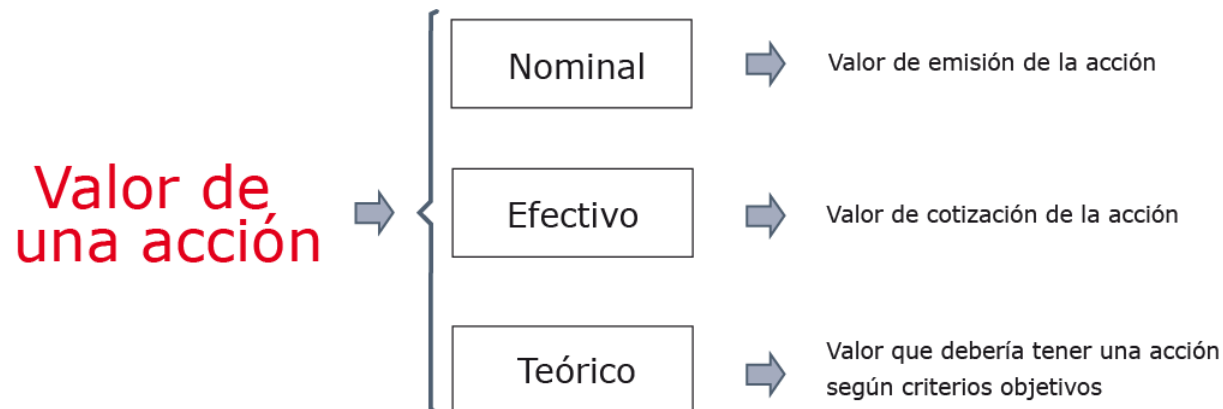 Valor de
una acción
Nominal
Valor de emisión de la acción
Efectivo
Valor de cotización de la acción
Teórico
Valor que debería tener una acción
según criterios objetivos